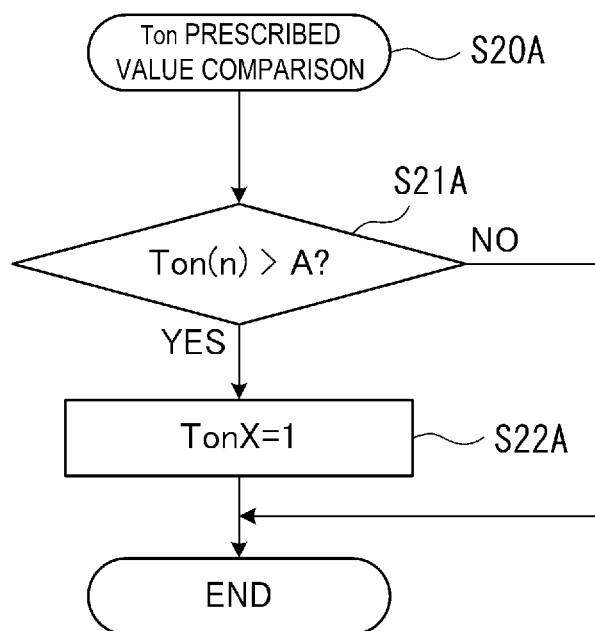 Ton PRESCRIBED
VALUE COMPARISON
S20A
S21A
Ton(n) > A?
NO
YES
TonX=1
S22A
END